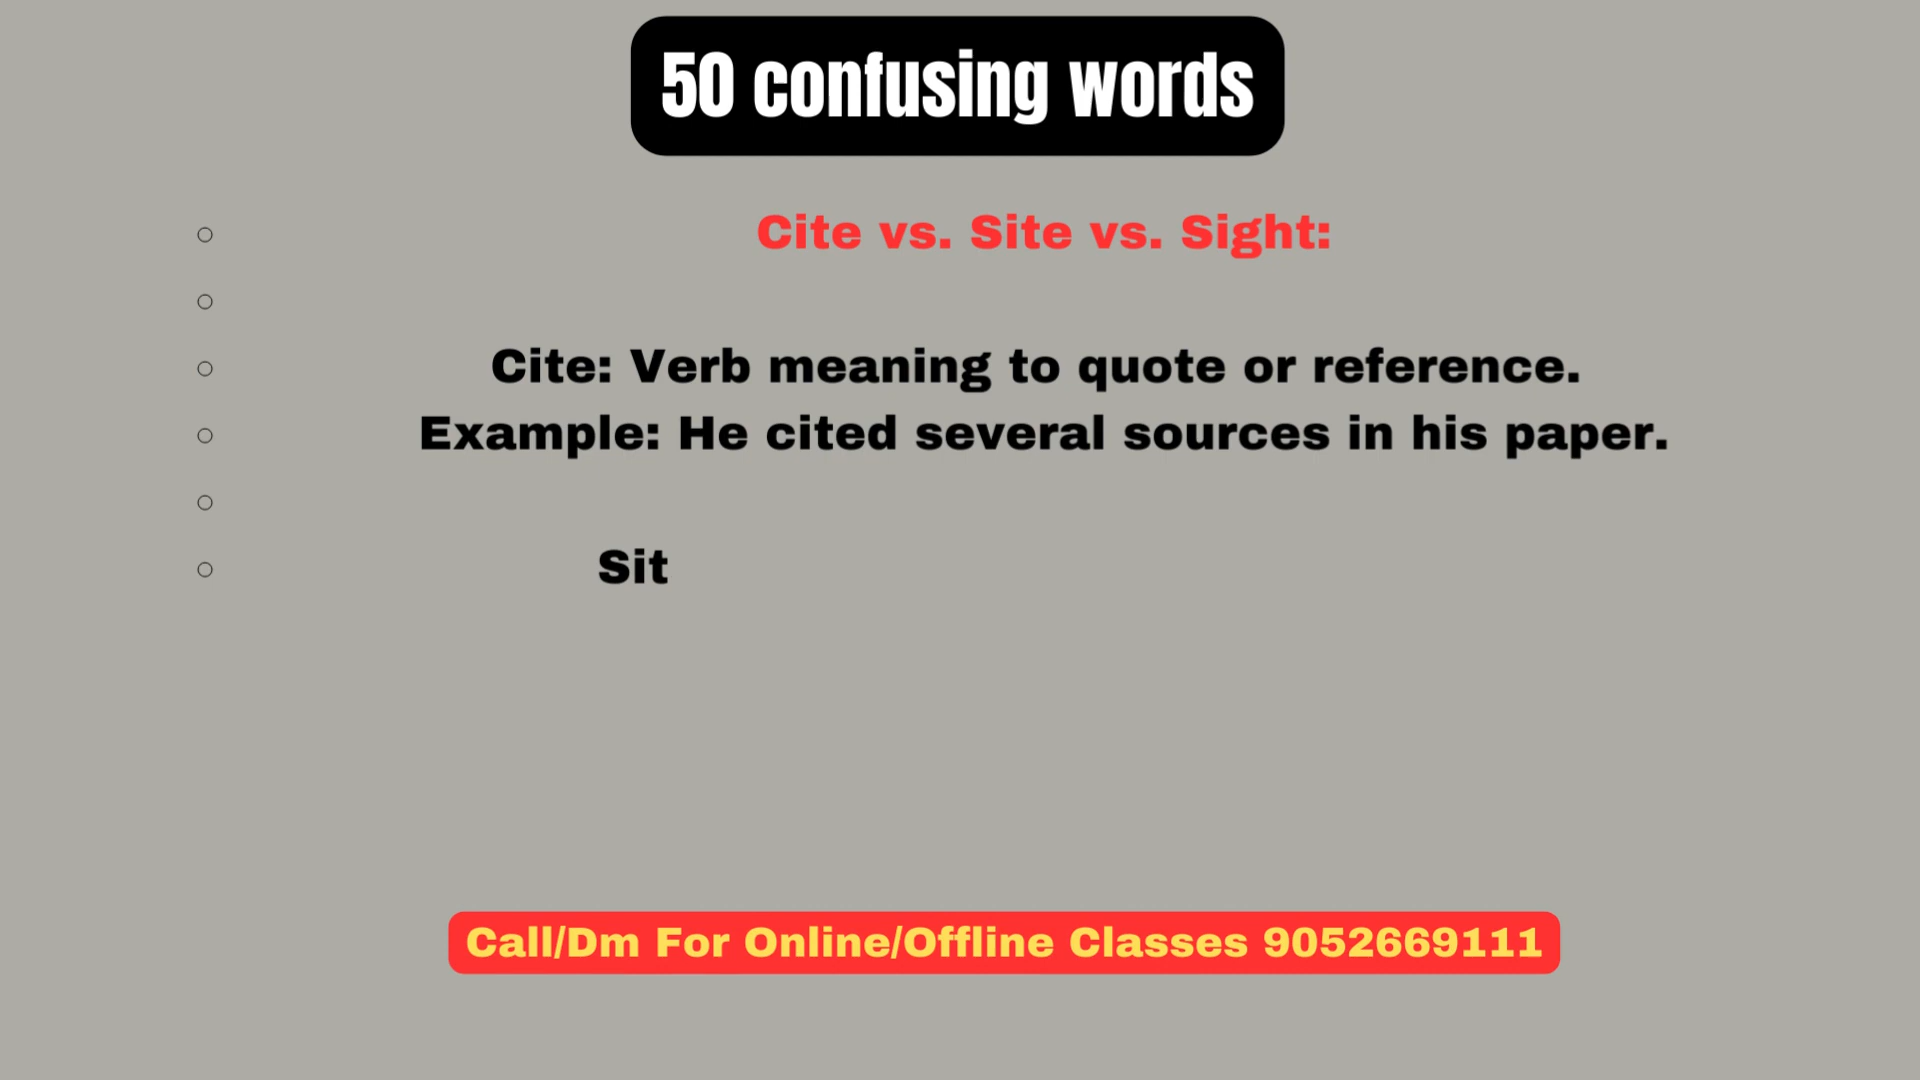 50 confusing words
Cite vs. Site vs. Sight:
Cite: Verb meaning to quote or reference.
Example: He cited several sources in his paper.
Sit
Call/Dm For Online/Offline Classes 9052669111